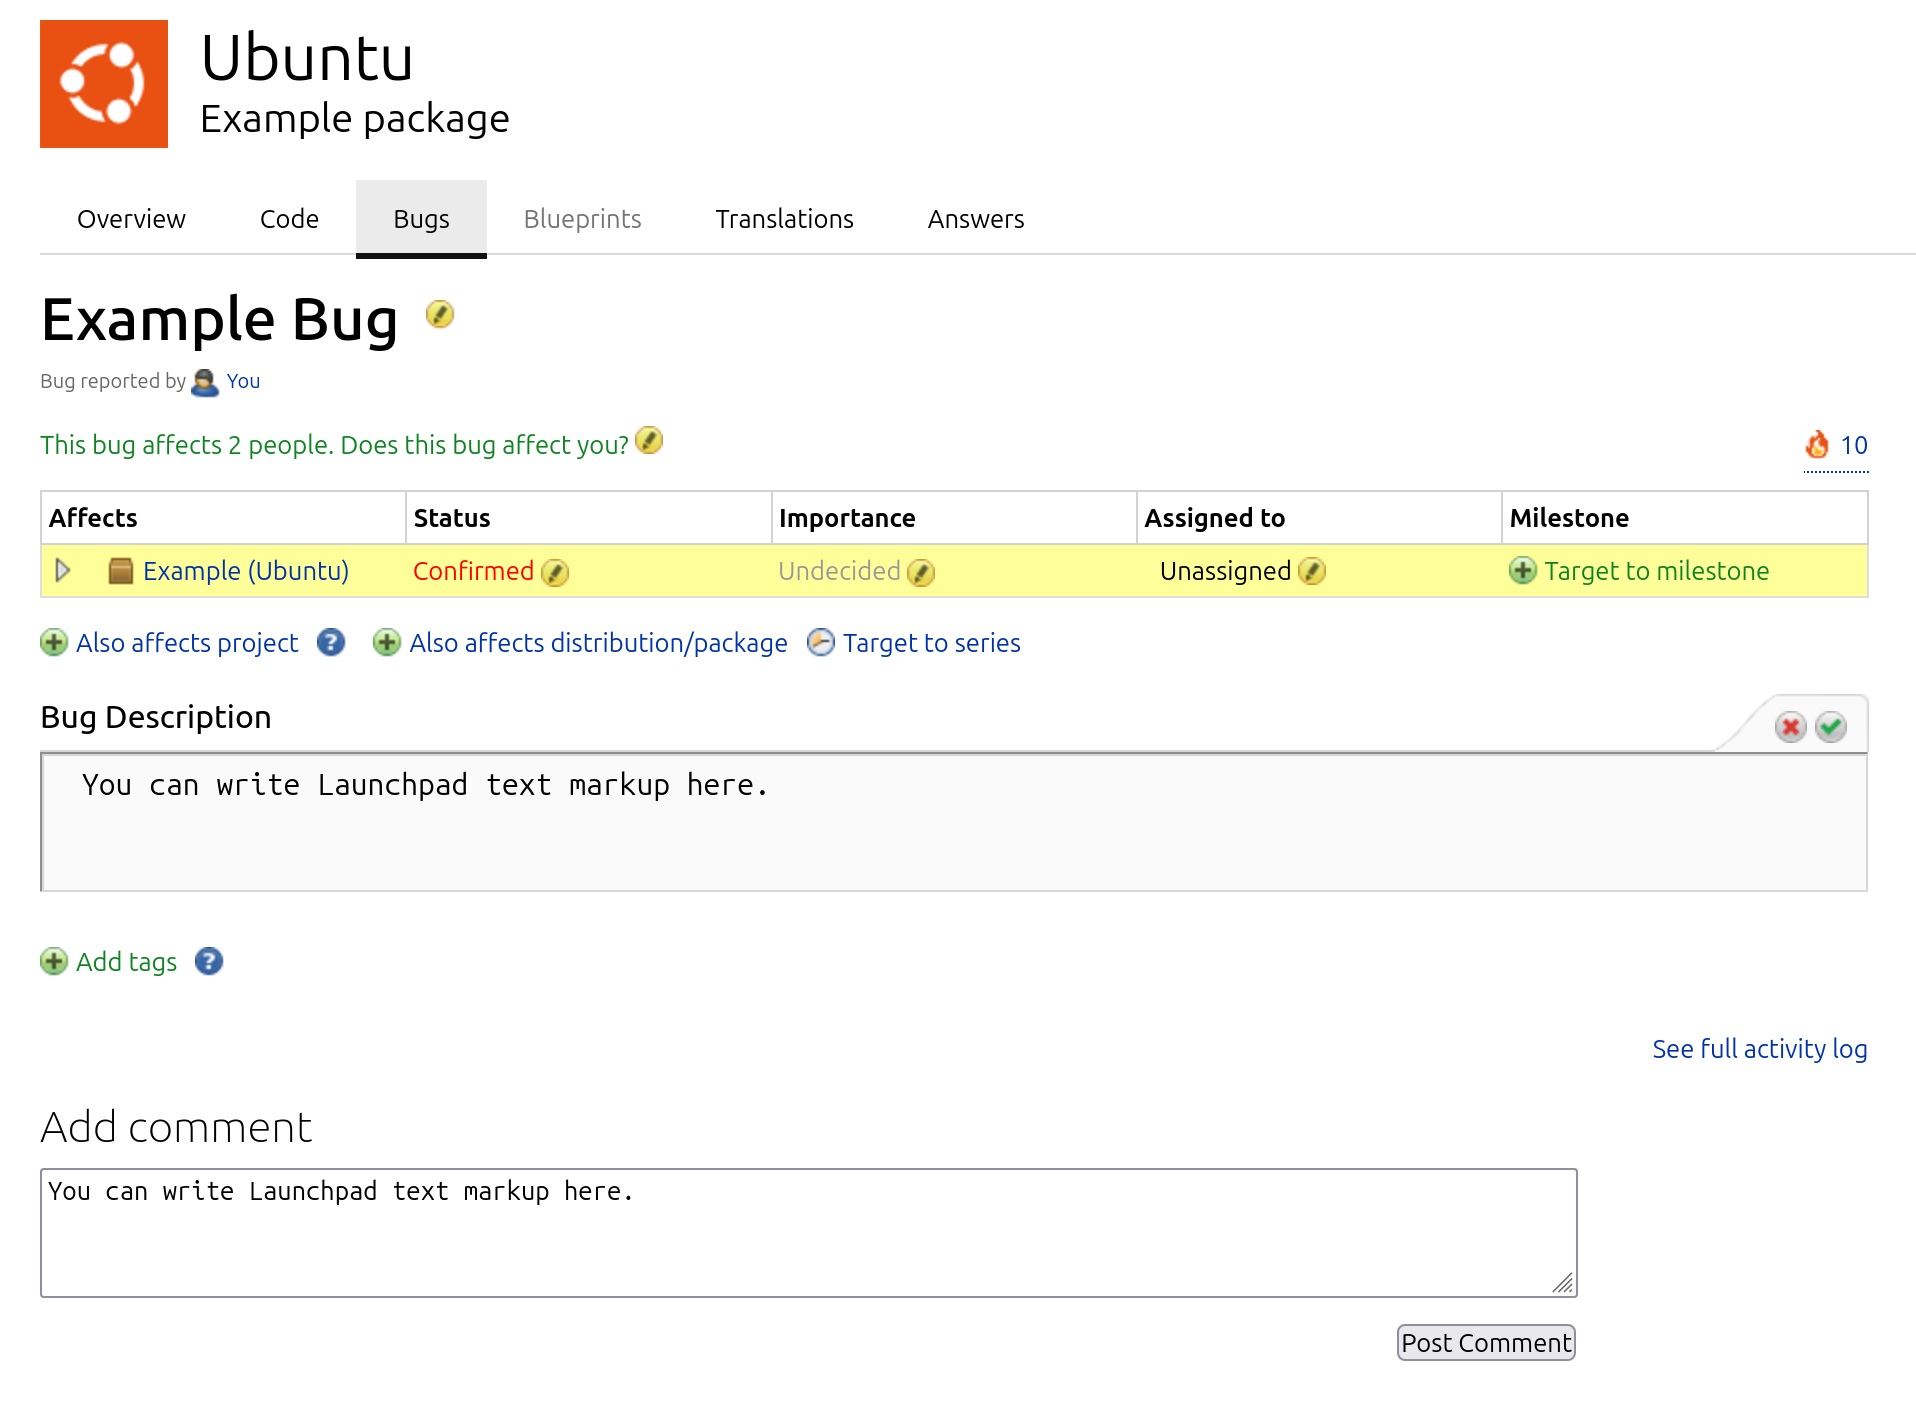 Ubuntu
Example package
Overview Code Bugs Blueprints Translations Answers
Example Bug
Bug reported by You
This bug affects 2 people. Does this bug affect you? 10
Affects Status Importance Assigned to Milestone
Example (Ubuntu) Confirmed Undecided Unassigned Target to milestone
Also affects project ? Also affects distribution/package Target to series
Bug Description
You can write Launchpad text markup here.
Add tags ?
See full activity log
Add comment
You can write Launchpad text markup here.
Post Comment